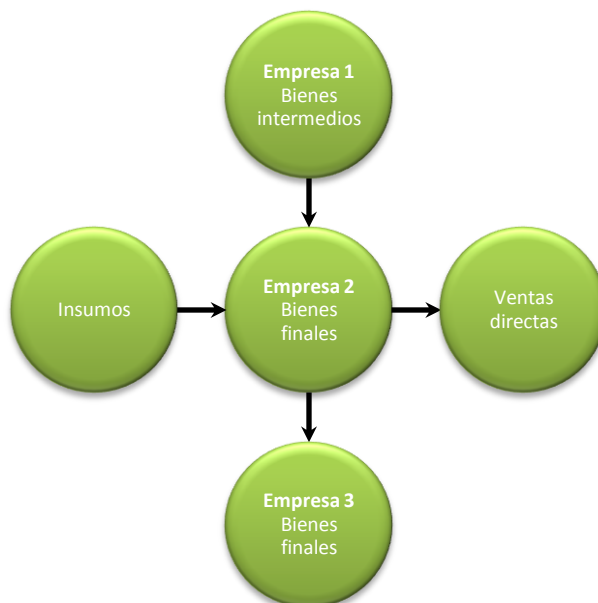 Empresa 1
Bienes
intermedios
Insumos
Empresa 2
Bienes
finales
Ventas
directas
Empresa 3
Bienes
finales